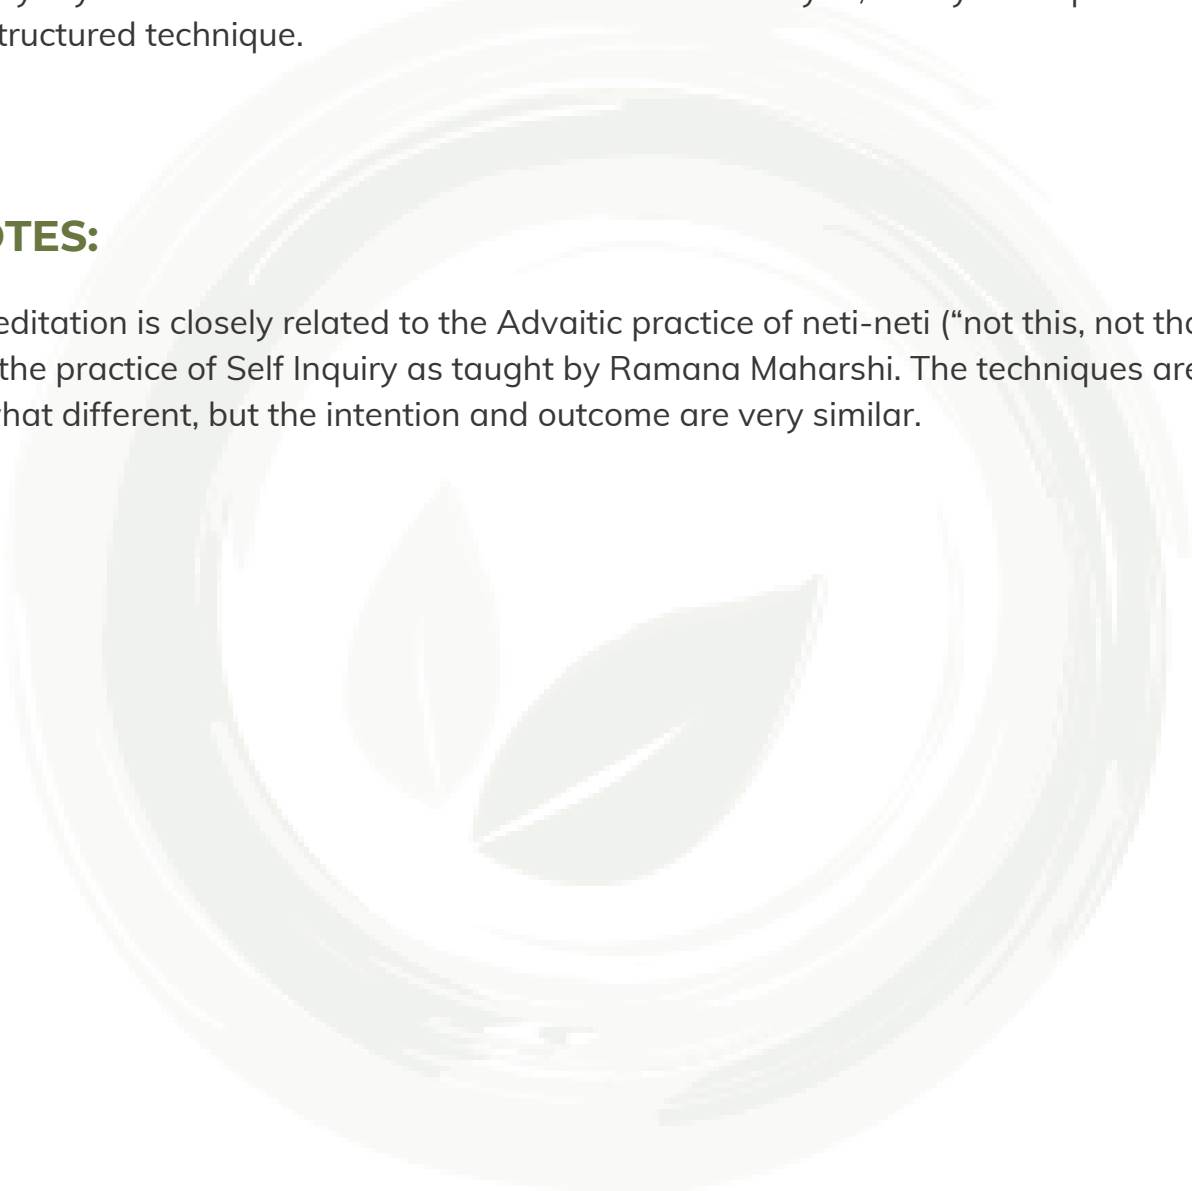 tructured technique.
OTES:
editation is closely related to the Advaitic practice of neti-neti (“not this, not tha
the practice of Self Inquiry as taught by Ramana Maharshi. The techniques are
what different, but the intention and outcome are very similar.